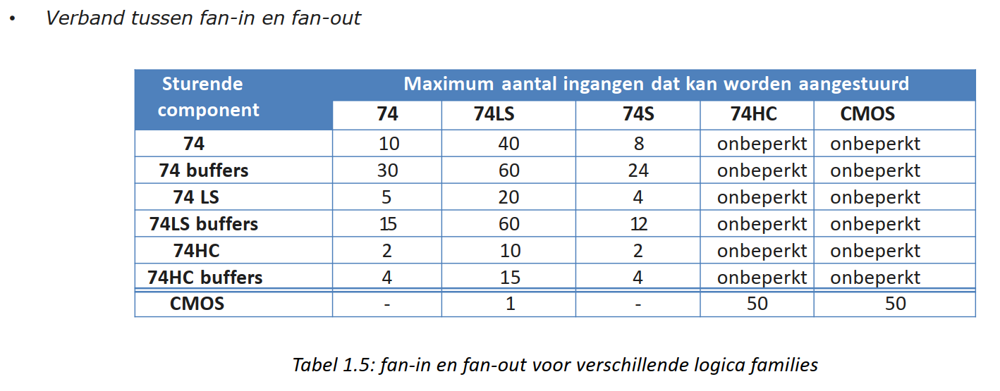 • Verband tussen fan-in en fan-out
Sturende component Maximum aantal ingangen dat kan worden aangestuurd
74 74LS 74S 74HC CMOS
74 10 40 8 onbeperkt onbeperkt
74 buffers 30 60 24 onbeperkt onbeperkt
74 LS 5 20 4 onbeperkt onbeperkt
74LS buffers 15 60 12 onbeperkt onbeperkt
74HC 2 10 2 onbeperkt onbeperkt
74HC buffers 4 15 4 onbeperkt onbeperkt
CMOS - 1 - 50 50
Tabel 1.5: fan-in en fan-out voor verschillende logica families